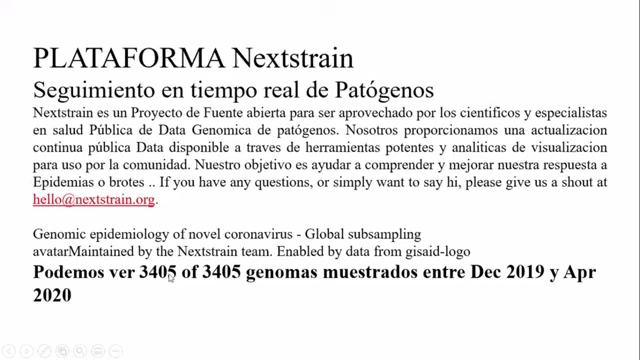 PLATAFORMA Nextstrain
Seguimiento en tiempo real de Patógenos
Nextstrain es un Proyecto de Fuente abierta para ser aprovechado por los cientificos y especialistas
en salud Pública de Data Genomica de patógenos. Nosotros proporcionamos una actualizacion
continua pública Data disponible a traves de herramientas potentes y analiticas de visualizacion
para uso por la comunidad. Nuestro objetivo es ayudar a comprender y mejorar nuestra respuesta a
Epidemias o brotes .. If you have any questions, or simply want to say hi, please give us a shout at
hello@nextstrain.org.
Genomic epidemiology of novel coronavirus - Global subsampling
avatarMaintained by the Nextstrain team. Enabled by data from gisaid-logo
Podemos ver 3405 of 3405 genomas muestrados entre Dec 2019 y Apr
2020